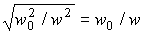 √(w₀² / w²) = w₀ / w